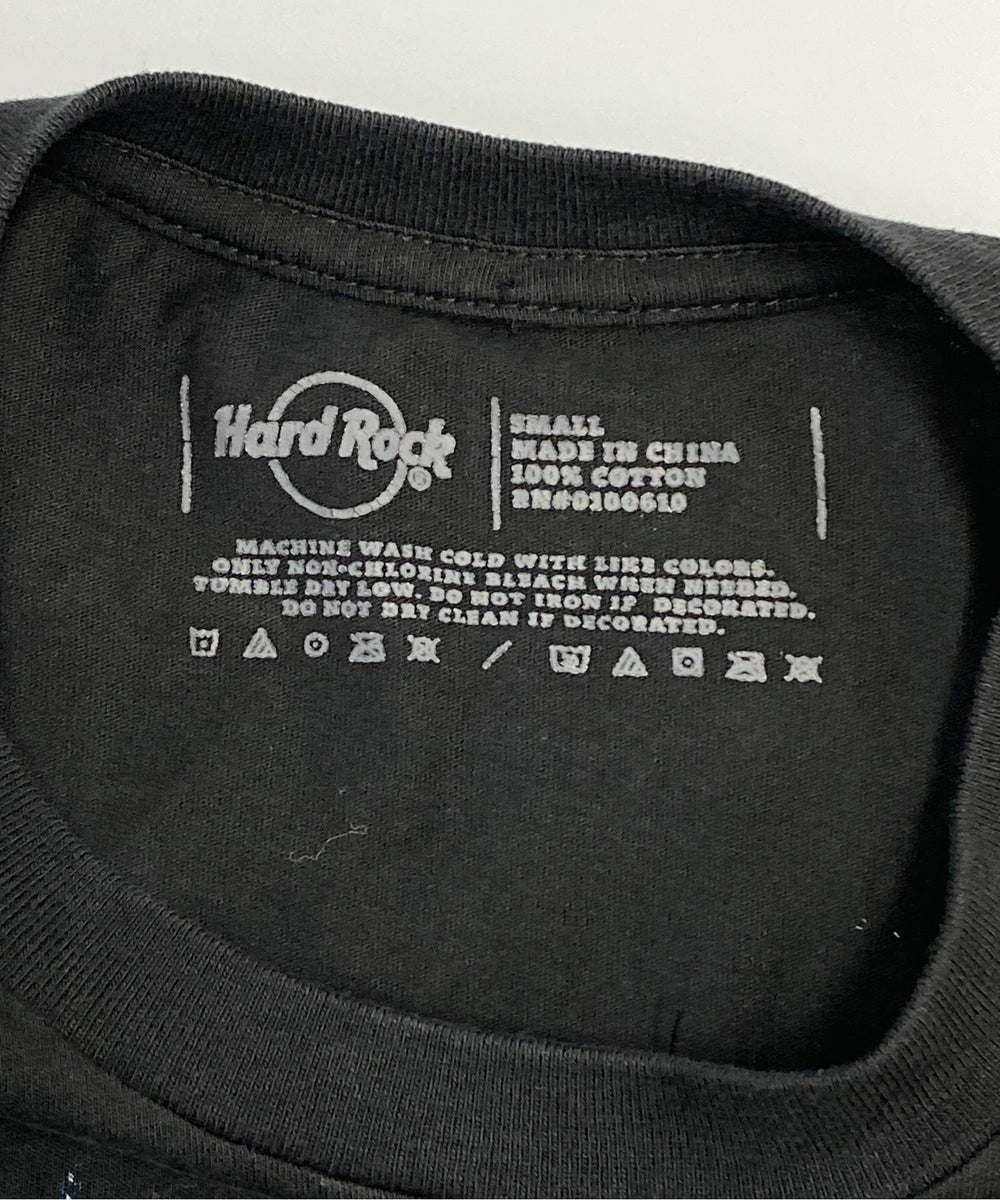 Hard Rock
®
SMALL
MADE IN CHINA
100% COTTON
RN#0100610
MACHINE WASH COLD WITH LIKE COLORS.
ONLY NON-CHLORINE BLEACH WHEN NEEDED.
TUMBLE DRY LOW. DO NOT IRON IF DECORATED.
DO NOT DRY CLEAN IF DECORATED.